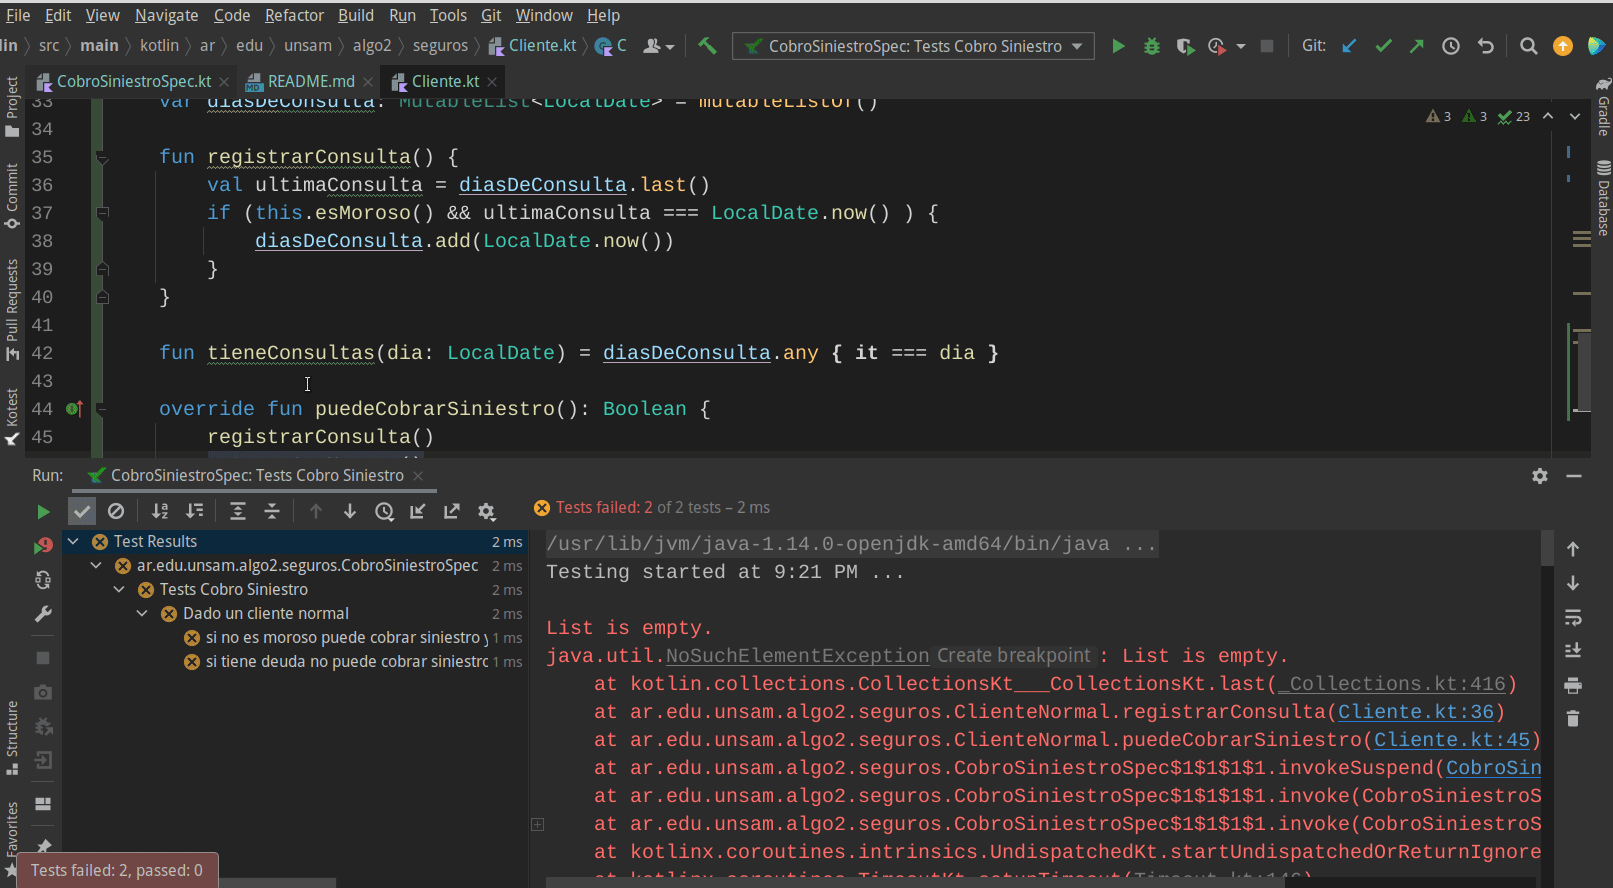 File Edit View Navigate Code Refactor Build Run Tools Git Window Help
lin src main kotlin ar edu unsam algo2 seguros Cliente.kt C CobroSiniestroSpec: Tests Cobro Siniestro Git:
CobroSiniestroSpec.kt README.md Cliente.kt
33 var diasDeConsulta: MutableList<LocalDate> = mutableListOf()
3 3 23
34
35 fun registrarConsulta() {
36 val ultimaConsulta = diasDeConsulta.last()
37 if (this.esMoroso() && ultimaConsulta === LocalDate.now() ) {
38 diasDeConsulta.add(LocalDate.now())
39 }
40 }
41
42 fun tieneConsultas(dia: LocalDate) = diasDeConsulta.any { it === dia }
43
44 override fun puedeCobrarSiniestro(): Boolean {
45 registrarConsulta()
Project
Commit
Pull Requests
Kotest
Structure
Favorites
Gradle
Database
Run: CobroSiniestroSpec: Tests Cobro Siniestro
Tests failed: 2 of 2 tests – 2 ms
Test Results 2 ms
ar.edu.unsam.algo2.seguros.CobroSiniestroSpec 2 ms
Tests Cobro Siniestro 2 ms
Dado un cliente normal 2 ms
si no es moroso puede cobrar siniestro y 1 ms
si tiene deuda no puede cobrar siniestro 1 ms
/usr/lib/jvm/java-1.14.0-openjdk-amd64/bin/java ...
Testing started at 9:21 PM ...
List is empty.
java.util.NoSuchElementException Create breakpoint : List is empty.
at kotlin.collections.CollectionsKt___CollectionsKt.last(_Collections.kt:416)
at ar.edu.unsam.algo2.seguros.ClienteNormal.registrarConsulta(Cliente.kt:36)
at ar.edu.unsam.algo2.seguros.ClienteNormal.puedeCobrarSiniestro(Cliente.kt:45)
at ar.edu.unsam.algo2.seguros.CobroSiniestroSpec$1$1$1$1.invokeSuspend(CobroSin
at ar.edu.unsam.algo2.seguros.CobroSiniestroSpec$1$1$1$1.invoke(CobroSiniestroS
at ar.edu.unsam.algo2.seguros.CobroSiniestroSpec$1$1$1$1.invoke(CobroSiniestroS
at kotlinx.coroutines.intrinsics.UndispatchedKt.startUndispatchedOrReturnIgnore
at kotlinx.coroutines.TimeoutKt.setupTimeout(Timeout.kt:146)
Tests failed: 2, passed: 0